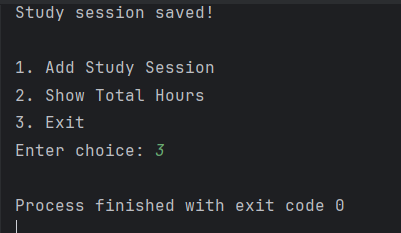 Study session saved!
1. Add Study Session
2. Show Total Hours
3. Exit
Enter choice: 3
Process finished with exit code 0